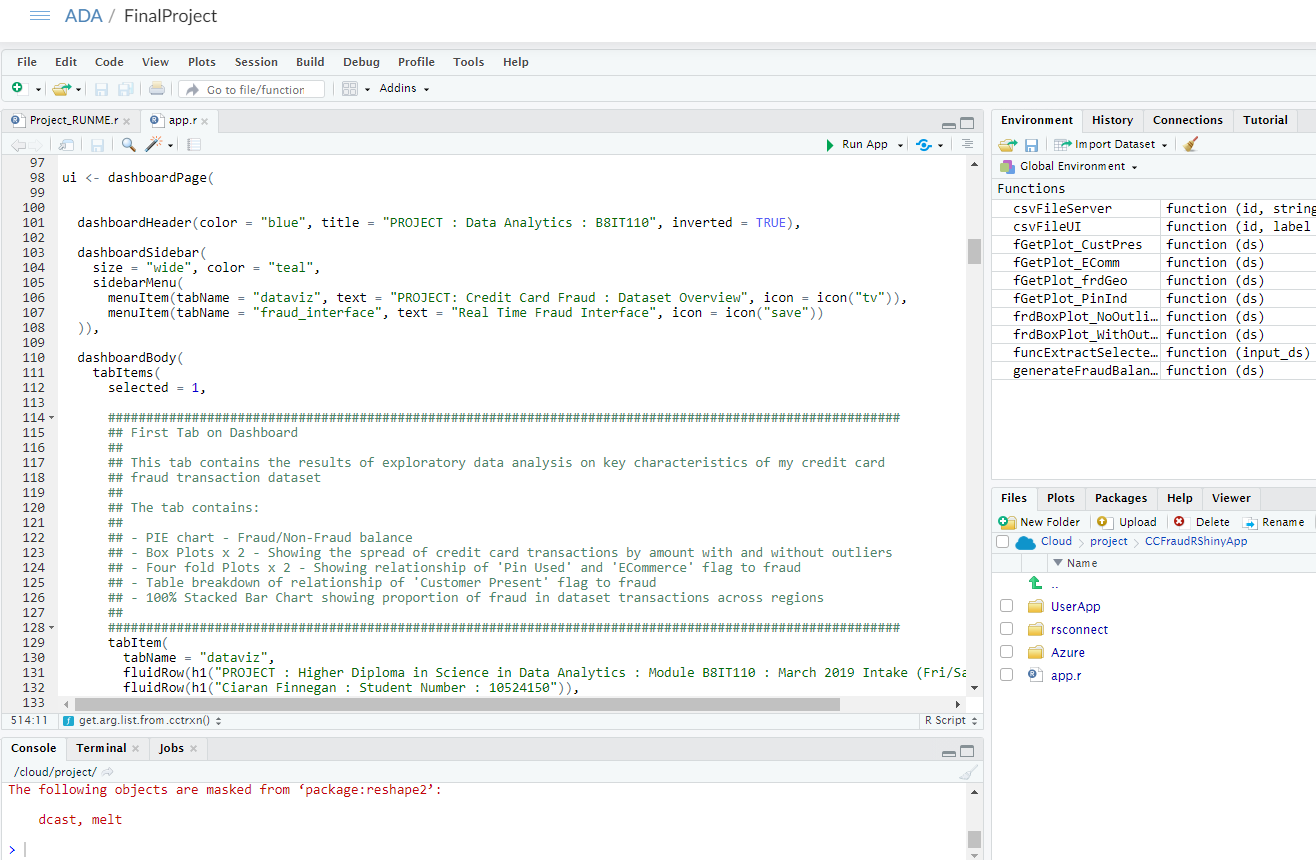 ADA / FinalProject
File Edit Code View Plots Session Build Debug Profile Tools Help
Go to file/function Addins
Project_RUNME.r app.r
Run App
97
98 ui <- dashboardPage(
99
100
101 dashboardHeader(color = "blue", title = "PROJECT : Data Analytics : B8IT110", inverted = TRUE),
102
103 dashboardSidebar(
104 size = "wide", color = "teal",
105 sidebarMenu(
106 menuItem(tabName = "dataviz", text = "PROJECT: Credit Card Fraud : Dataset Overview", icon = icon("tv")),
107 menuItem(tabName = "fraud_interface", text = "Real Time Fraud Interface", icon = icon("save"))
108 )),
109
110 dashboardBody(
111 tabItems(
112 selected = 1,
113
114 ########################################################################################################
115 ## First Tab on Dashboard
116 ##
117 ## This tab contains the results of exploratory data analysis on key characteristics of my credit card
118 ## fraud transaction dataset
119 ##
120 ## The tab contains:
121 ##
122 ## - PIE chart - Fraud/Non-Fraud balance
123 ## - Box Plots x 2 - Showing the spread of credit card transactions by amount with and without outliers
124 ## - Four fold Plots x 2 - Showing relationship of 'Pin Used' and 'ECommerce' flag to fraud
125 ## - Table breakdown of relationship of 'Customer Present' flag to fraud
126 ## - 100% Stacked Bar Chart showing proportion of fraud in dataset transactions across regions
127 ##
128 ########################################################################################################
129 tabItem(
130 tabName = "dataviz",
131 fluidRow(h1("PROJECT : Higher Diploma in Science in Data Analytics : Module B8IT110 : March 2019 Intake (Fri/Sa
132 fluidRow(h1("Ciaran Finnegan : Student Number : 10524150")),
133
514:11 get.arg.list.from.cctrxn() R Script
Console Terminal Jobs
/cloud/project/
The following objects are masked from ‘package:reshape2’:
dcast, melt
>
Environment History Connections Tutorial
Import Dataset
Global Environment
Functions
csvFileServer function (id, string
csvFileUI function (id, label
fGetPlot_CustPres function (ds)
fGetPlot_EComm function (ds)
fGetPlot_frdGeo function (ds)
fGetPlot_PinInd function (ds)
frdBoxPlot_NoOutli… function (ds)
frdBoxPlot_WithOut… function (ds)
funcExtractSelecte… function (input_ds)
generateFraudBalan… function (ds)
Files Plots Packages Help Viewer
New Folder Upload Delete Rename
Cloud project CCFraudRShinyApp
Name
..
UserApp
rsconnect
Azure
app.r